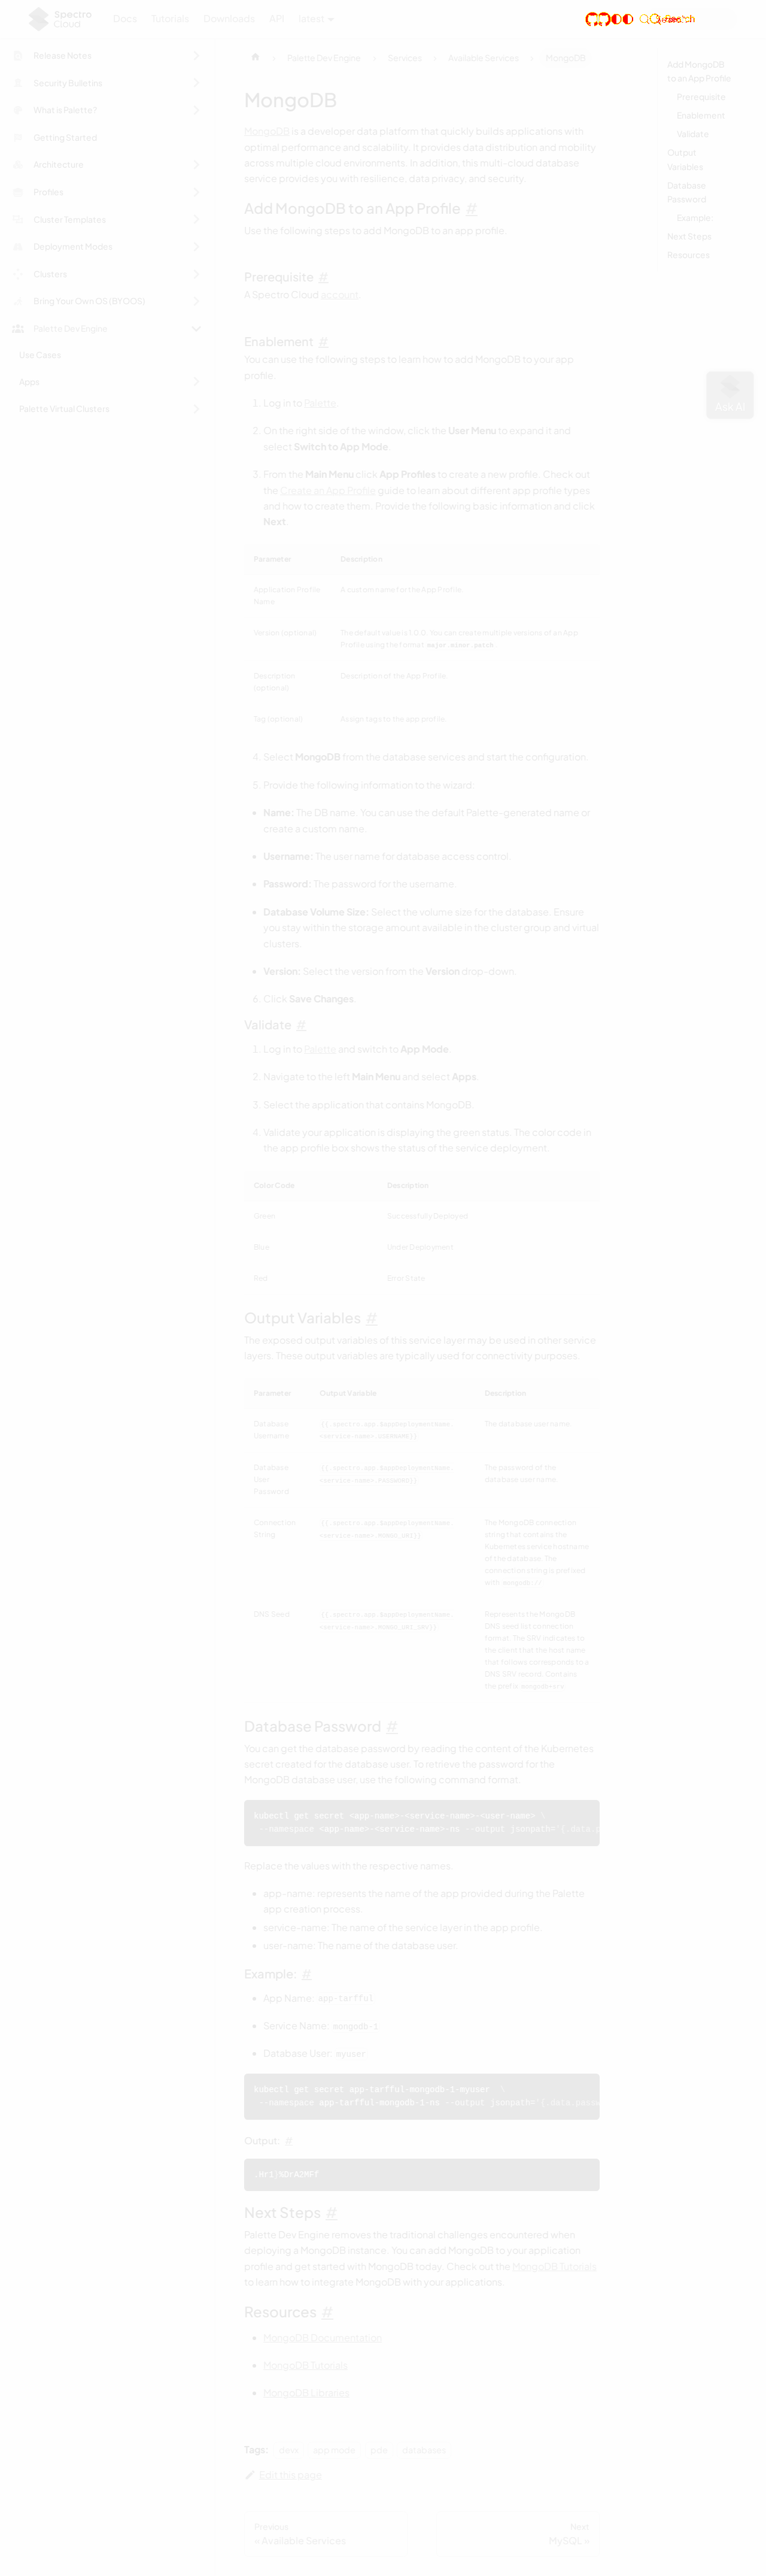 Spectro
Cloud
Docs
Tutorials
Downloads
API
latest
Release Notes
Security Bulletins
What is Palette?
Getting Started
Architecture
Profiles
Cluster Templates
Deployment Modes
Clusters
Bring Your Own OS (BYOOS)
Palette Dev Engine
Use Cases
Apps
Palette Virtual Clusters
Palette Dev Engine
Services
Available Services
MongoDB
MongoDB
MongoDB is a developer data platform that quickly builds applications with
optimal performance and scalability. It provides data distribution and mobility
across multiple cloud environments. In addition, this multi-cloud database
service provides you with resilience, data privacy, and security.
Add MongoDB to an App Profile #
Use the following steps to add MongoDB to an app profile.
Prerequisite #
A Spectro Cloud account.
Enablement #
You can use the following steps to learn how to add MongoDB to your app
profile.
1. Log in to Palette.
2. On the right side of the window, click the User Menu to expand it and
select Switch to App Mode.
3. From the Main Menu click App Profiles to create a new profile. Check out
the Create an App Profile guide to learn about different app profile types
and how to create them. Provide the following basic information and click
Next.
Parameter Description
Application Profile A custom name for the App Profile.
Name
Version (optional) The default value is 1.0.0. You can create multiple versions of an App
Profile using the format major.minor.patch.
Description Description of the App Profile.
(optional)
Tag (optional) Assign tags to the app profile.
4. Select MongoDB from the database services and start the configuration.
5. Provide the following information to the wizard:
Name: The DB name. You can use the default Palette-generated name or
create a custom name.
Username: The user name for database access control.
Password: The password for the username.
Database Volume Size: Select the volume size for the database. Ensure
you stay within the storage amount available in the cluster group and virtual
clusters.
Version: Select the version from the Version drop-down.
6. Click Save Changes.
Validate #
1. Log in to Palette and switch to App Mode.
2. Navigate to the left Main Menu and select Apps.
3. Select the application that contains MongoDB.
4. Validate your application is displaying the green status. The color code in
the app profile box shows the status of the service deployment.
Color Code Description
Green Successfully Deployed
Blue Under Deployment
Red Error State
Output Variables #
The exposed output variables of this service layer may be used in other service
layers. These output variables are typically used for connectivity purposes:
Parameter Output Variable Description
Database {{.spectro.app.$appDeploymentName. The database user name.
Username <service-name>.USERNAME}}
Database {{.spectro.app.$appDeploymentName. The password of the
User <service-name>.PASSWORD}} database user name.
Password
Connection {{.spectro.app.$appDeploymentName. The MongoDB connection
String <service-name>.MONGO_URI}} string that contains the
Kubernetes service hostname
of the database. The
connection string is prefixed
with mongodb://
DNS Seed {{.spectro.app.$appDeploymentName. Represents the MongoDB
<service-name>.MONGO_URI_SRV}} DNS seed list connection
format. The SRV indicates to
the client that the host name
that follows corresponds to a
DNS SRV record. Contains
the prefix mongodb+srv
Database Password #
You can get the database password by reading the content of the Kubernetes
secret created for the database user. To retrieve the password for the
MongoDB database user, use the following command format.
kubectl get secret <app-name>-<service-name>-<user-name> \
--namespace <app-name>-<service-name>-ns --output jsonpath='{.data.p
Replace the values with the respective names.
app-name: represents the name of the app provided during the Palette
app creation process.
service-name: The name of the service layer in the app profile.
user-name: The name of the database user.
Example: #
App Name: app-tarfful
Service Name: mongodb-1
Database User: myuser
kubectl get secret app-tarfful-mongodb-1-myuser \
--namespace app-tarfful-mongodb-1-ns --output jsonpath='{.data.passw
Output: #
Next Steps #
Palette Dev Engine removes the traditional challenges encountered when
deploying a MongoDB instance. You can add MongoDB to your application
profile and get started with MongoDB today. Check out the MongoDB Tutorials
to learn how to integrate MongoDB with your applications.
Resources #
MongoDB Documentation
MongoDB Tutorials
MongoDB Libraries
Tags: devx app mode pde databases
Edit this page
Previous
« Available Services
Next
MySQL »
Add MongoDB
to an App Profile
Prerequisite
Enablement
Validate
Output
Variables
Database
Password
Example:
Next Steps
Resources
Ask AI